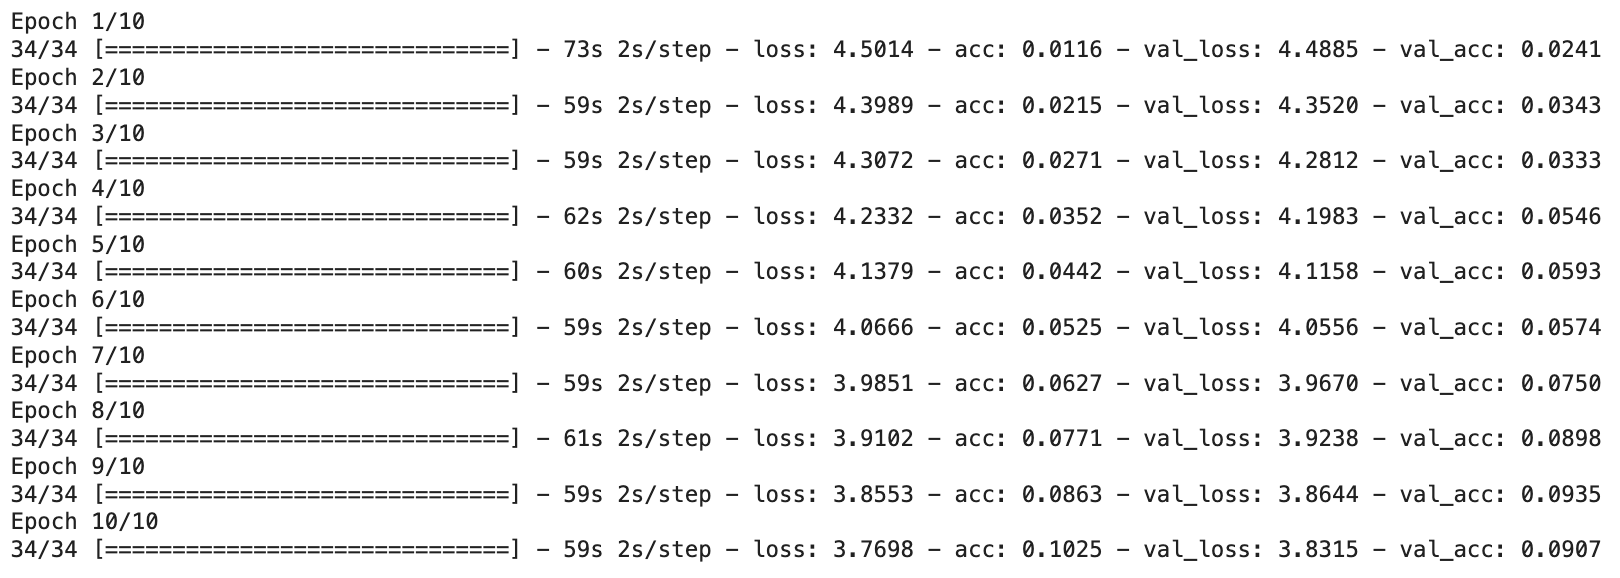 Epoch 1/10
34/34 [==============================] - 73s 2s/step - loss: 4.5014 - acc: 0.0116 - val_loss: 4.4885 - val_acc: 0.0241
Epoch 2/10
34/34 [==============================] - 59s 2s/step - loss: 4.3989 - acc: 0.0215 - val_loss: 4.3520 - val_acc: 0.0343
Epoch 3/10
34/34 [==============================] - 59s 2s/step - loss: 4.3072 - acc: 0.0271 - val_loss: 4.2812 - val_acc: 0.0333
Epoch 4/10
34/34 [==============================] - 62s 2s/step - loss: 4.2332 - acc: 0.0352 - val_loss: 4.1983 - val_acc: 0.0546
Epoch 5/10
34/34 [==============================] - 60s 2s/step - loss: 4.1379 - acc: 0.0442 - val_loss: 4.1158 - val_acc: 0.0593
Epoch 6/10
34/34 [==============================] - 59s 2s/step - loss: 4.0666 - acc: 0.0525 - val_loss: 4.0556 - val_acc: 0.0574
Epoch 7/10
34/34 [==============================] - 59s 2s/step - loss: 3.9851 - acc: 0.0627 - val_loss: 3.9670 - val_acc: 0.0750
Epoch 8/10
34/34 [==============================] - 61s 2s/step - loss: 3.9102 - acc: 0.0771 - val_loss: 3.9238 - val_acc: 0.0898
Epoch 9/10
34/34 [==============================] - 59s 2s/step - loss: 3.8553 - acc: 0.0863 - val_loss: 3.8644 - val_acc: 0.0935
Epoch 10/10
34/34 [==============================] - 59s 2s/step - loss: 3.7698 - acc: 0.1025 - val_loss: 3.8315 - val_acc: 0.0907